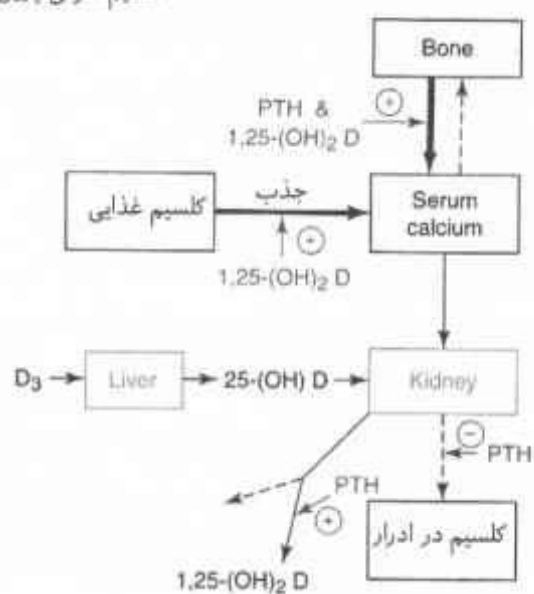 Bone
PTH &
1,25-(OH)₂ D
+
کلسیم غذایی
جذب
+
1,25-(OH)₂ D
Serum
calcium
D₃
Liver
25-(OH) D
Kidney
−
PTH
PTH
+
1,25-(OH)₂ D
کلسیم در ادرار